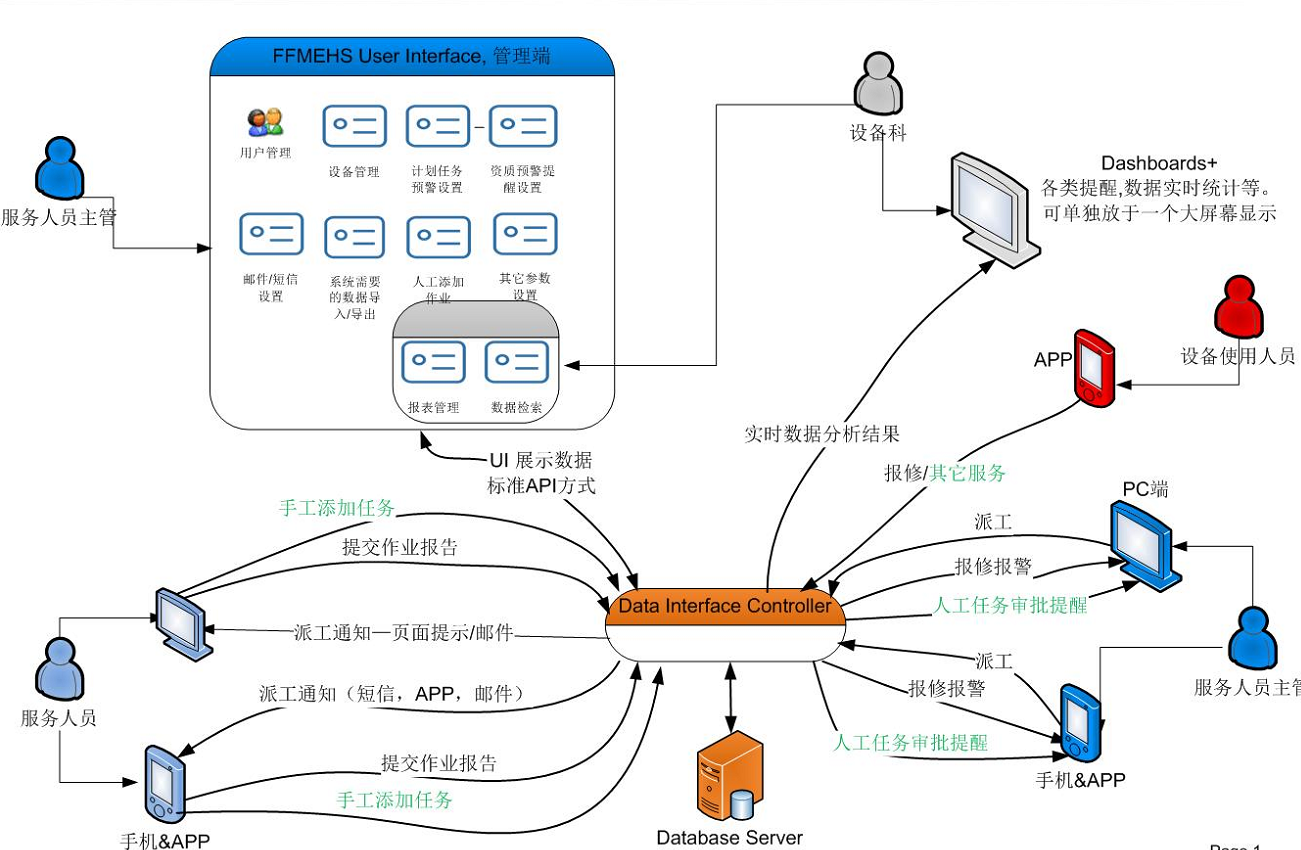 FFMEHS User Interface, 管理端
用户管理
设备管理
计划任务
预警设置
资质预警提
醒设置
邮件/短信
设置
系统需要
的数据导
入/导出
人工添加
作业
其它参数
设置
报表管理
数据检索
服务人员主管
设备科
Dashboards+
各类提醒,数据实时统计等。
可单独放于一个大屏幕显示
设备使用人员
APP
实时数据分析结果
报修/其它服务
UI 展示数据
标准API方式
PC端
手工添加任务
提交作业报告
派工
报修报警
人工任务审批提醒
Data Interface Controller
派工通知—页面提示/邮件
服务人员
派工通知（短信，APP，邮件）
提交作业报告
手工添加任务
手机&APP
派工
报修报警
人工任务审批提醒
服务人员主管
手机&APP
Database Server
Page 1